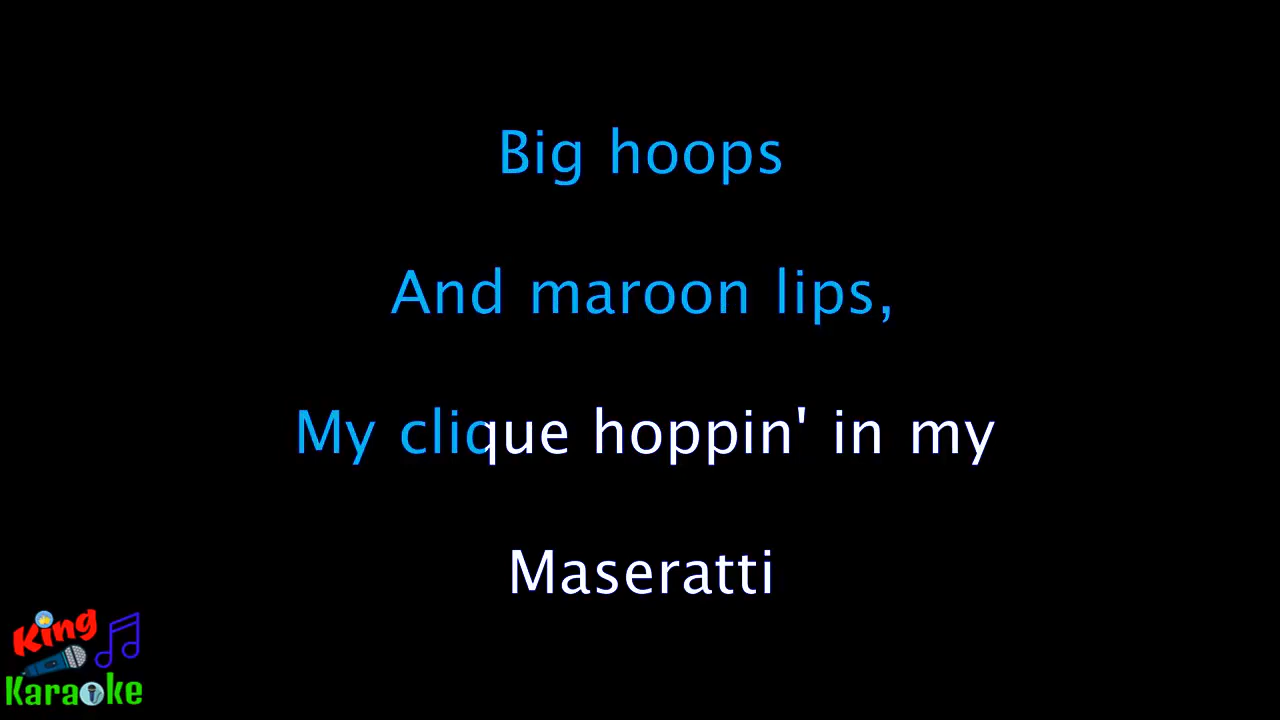 Big hoops
And maroon lips,
My clique hoppin' in my
Maseratti
King
Karaoke